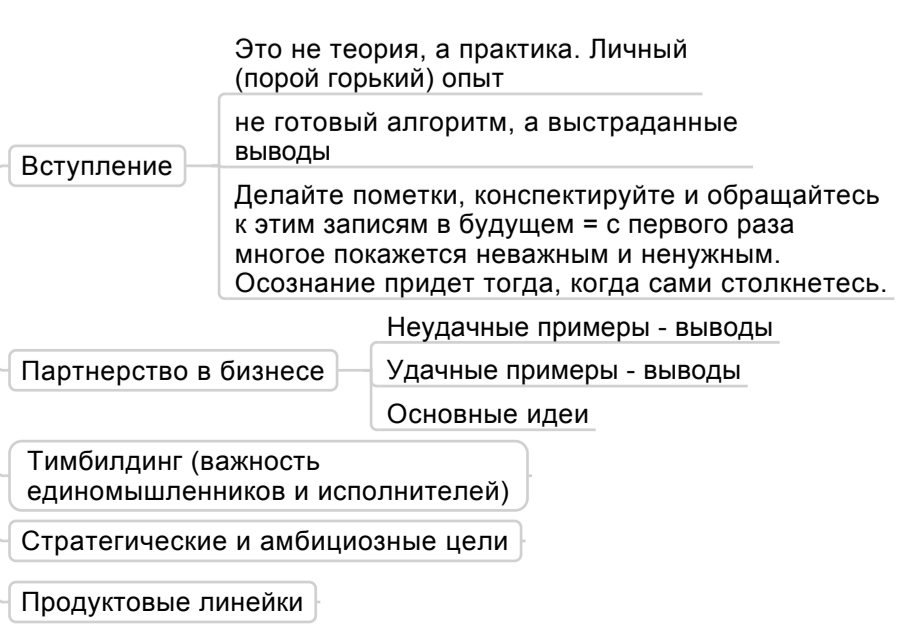 Это не теория, а практика. Личный
(порой горький) опыт
не готовый алгоритм, а выстраданные
выводы
Вступление
Делайте пометки, конспектируйте и обращайтесь
к этим записям в будущем = с первого раза
многое покажется неважным и ненужным.
Осознание придет тогда, когда сами столкнетесь.
Неудачные примеры - выводы
Партнерство в бизнесе
Удачные примеры - выводы
Основные идеи
Тимбилдинг (важность
единомышленников и исполнителей)
Стратегические и амбициозные цели
Продуктовые линейки